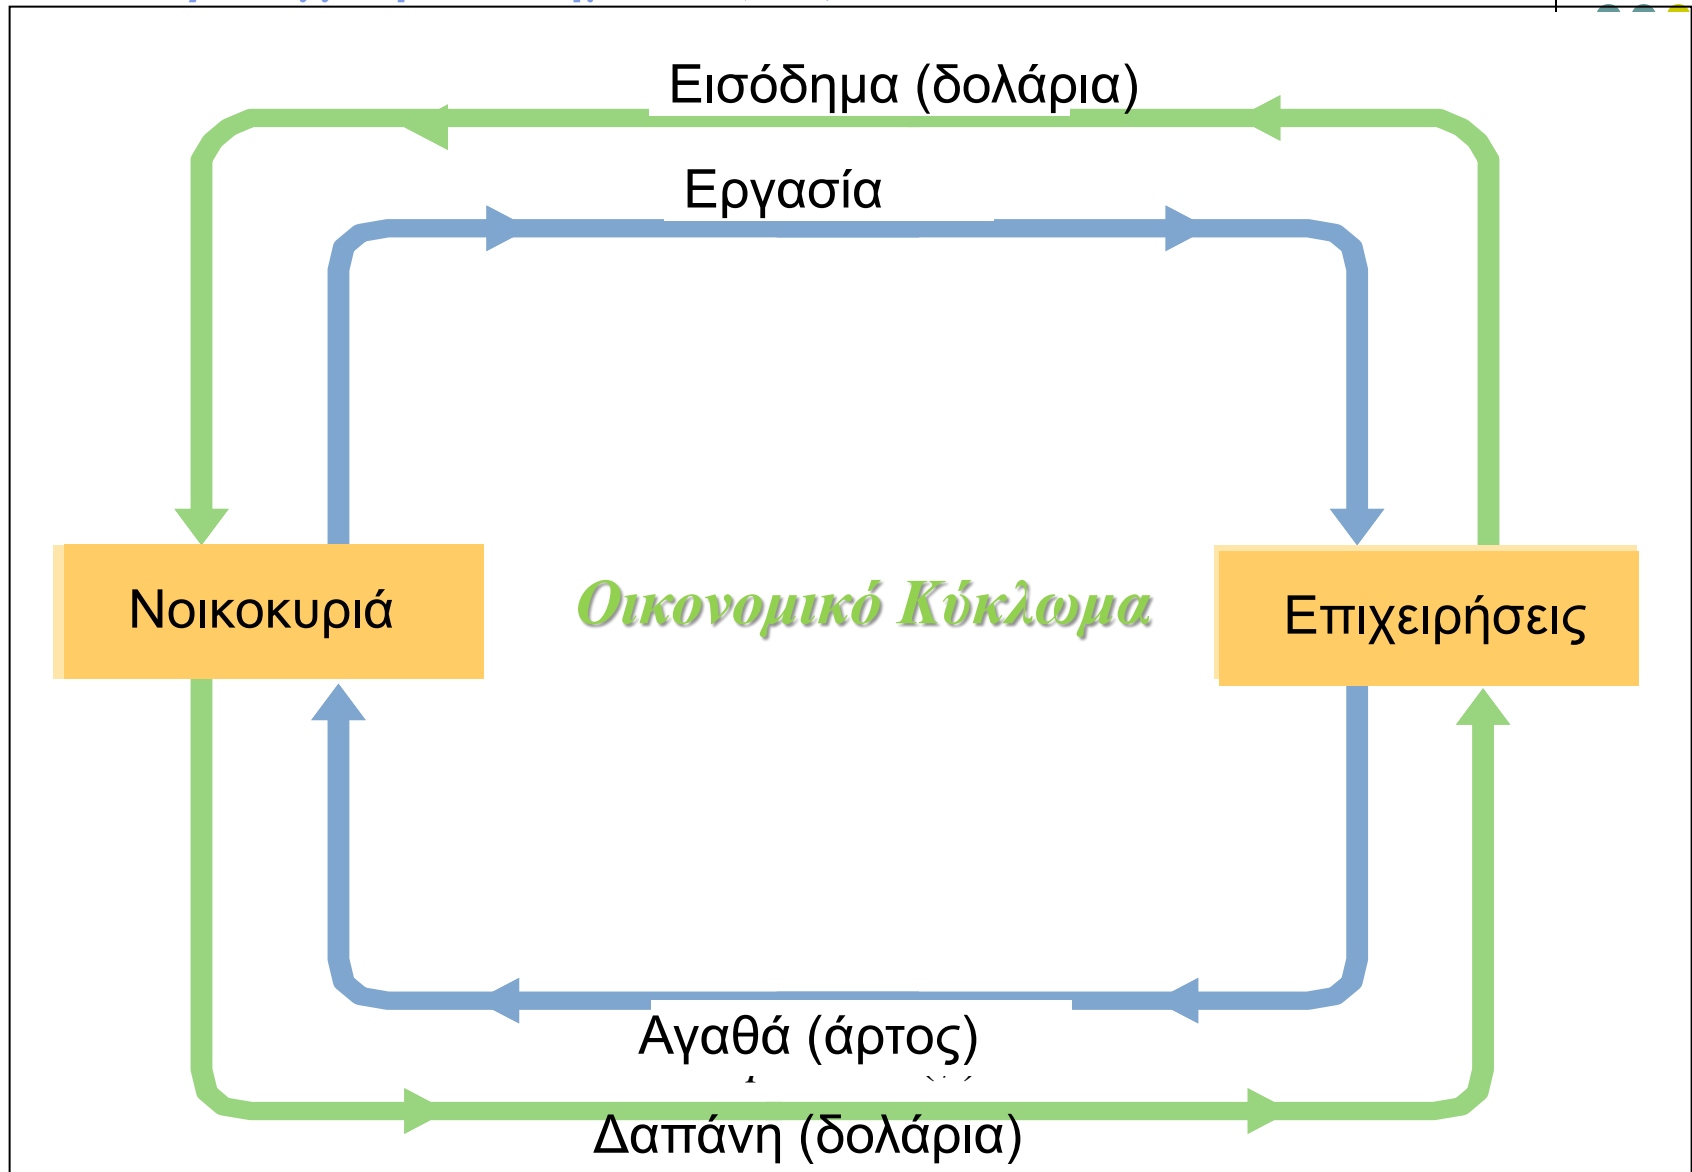 Εισόδημα (δολάρια)
Εργασία
Νοικοκυριά
Οικονομικό Κύκλωμα
Επιχειρήσεις
Αγαθά (άρτος)
Δαπάνη (δολάρια)